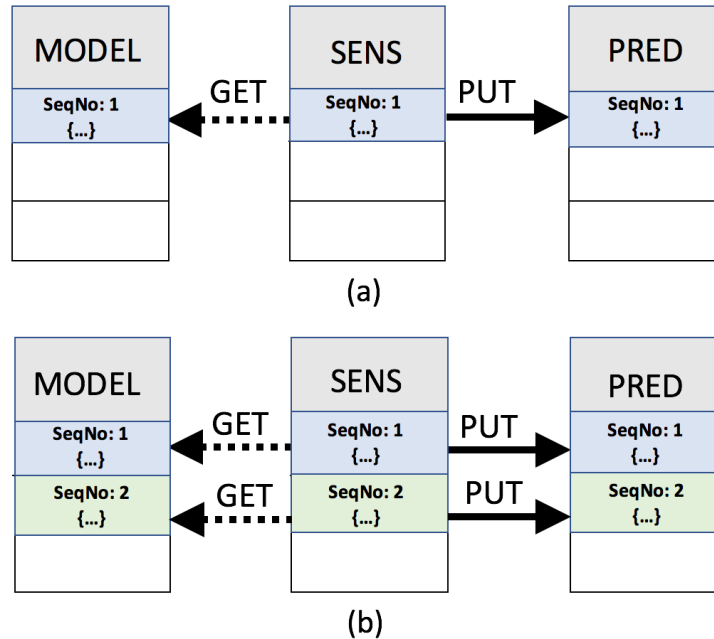 MODEL
SENS
PRED
GET
PUT
SeqNo: 1
{...}
SeqNo: 1
{...}
SeqNo: 1
{...}
(a)
MODEL
SENS
PRED
GET
PUT
SeqNo: 1
{...}
SeqNo: 1
{...}
SeqNo: 1
{...}
GET
PUT
SeqNo: 2
{...}
SeqNo: 2
{...}
SeqNo: 2
{...}
(b)